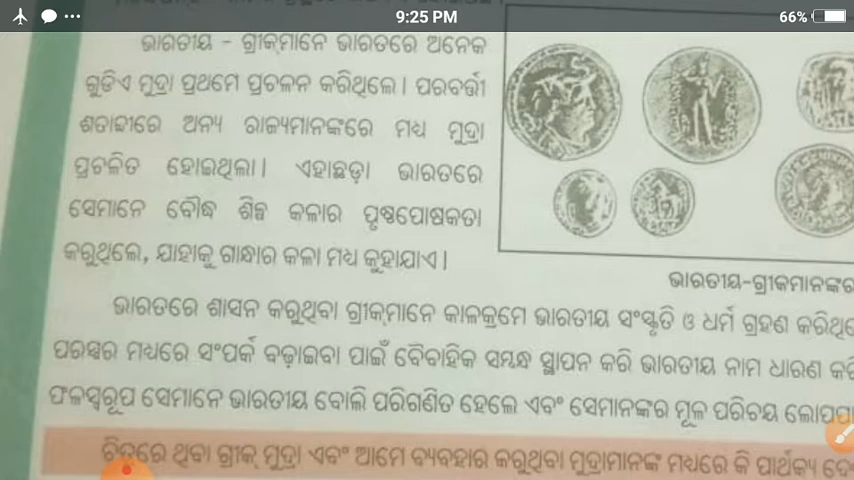 9:25 PM
66%
ଭାରତୀୟ - ଗ୍ରୀକ୍‌ମାନେ ଭାରତରେ ଅନେକ
ଗୁଡିଏ ମୁଦ୍ରା ପ୍ରଥମେ ପ୍ରଚଳନ କରିଥିଲେ। ପରବର୍ତ୍ତୀ
ଶତାବ୍ଦୀରେ ଅନ୍ୟ ରାଜ୍ୟମାନଙ୍କରେ ମଧ୍ୟ ମୁଦ୍ରା
ପ୍ରଚଳିତ ହୋଇଥିଲା। ଏହାଛଡ଼ା ଭାରତରେ
ସେମାନେ ବୌଦ୍ଧ ଶିଳ୍ପ କଳାର ପୃଷ୍ଠପୋଷକତା
କରୁଥିଲେ, ଯାହାକୁ ଗାନ୍ଧାର କଳା ମଧ୍ୟ କୁହାଯାଏ।
ଭାରତୀୟ-ଗ୍ରୀକମାନଙ୍କର
ଭାରତରେ ଶାସନ କରୁଥିବା ଗ୍ରୀକ୍‌ମାନେ କାଳକ୍ରମେ ଭାରତୀୟ ସଂସ୍କୃତି ଓ ଧର୍ମ ଗ୍ରହଣ
ପରସ୍ପର ମଧ୍ୟରେ ସଂପର୍କ ବଢ଼ାଇବା ପାଇଁ ବୈବାହିକ ସମ୍ବନ୍ଧ ସ୍ଥାପନ କରି ଭାରତୀୟ ନାମ ଧାରଣ
ଫଳସ୍ୱରୂପ ସେମାନେ ଭାରତୀୟ ବୋଲି ପରିଗଣିତ ହେଲେ ଏବଂ ସେମାନଙ୍କର ମୂଳ ପରିଚୟ
ଚିତ୍ରରେ ଥିବା ଗ୍ରୀକ୍ ମୁଦ୍ରା ଏବଂ ଆମେ ବ୍ୟବହାର କରୁଥିବା ମୁଦ୍ରାମାନଙ୍କ ମଧ୍ୟରେ କି ପାର୍ଥକ୍ୟ